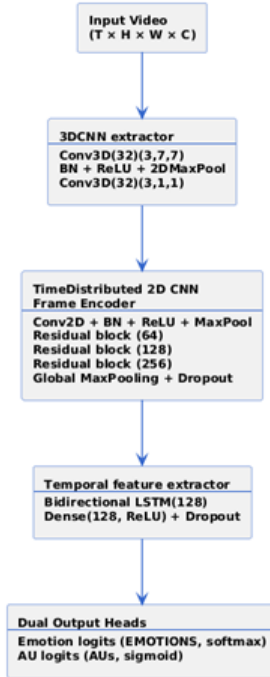 Input Video
(T × H × W × C)
3DCNN extractor
Conv3D(32)(3,7,7)
BN + ReLU + 2DMaxPool
Conv3D(32)(3,1,1)
TimeDistributed 2D CNN
Frame Encoder
Conv2D + BN + ReLU + MaxPool
Residual block (64)
Residual block (128)
Residual block (256)
Global MaxPooling + Dropout
Temporal feature extractor
Bidirectional LSTM(128)
Dense(128, ReLU) + Dropout
Dual Output Heads
Emotion logits (EMOTIONS, softmax)
AU logits (AUs, sigmoid)